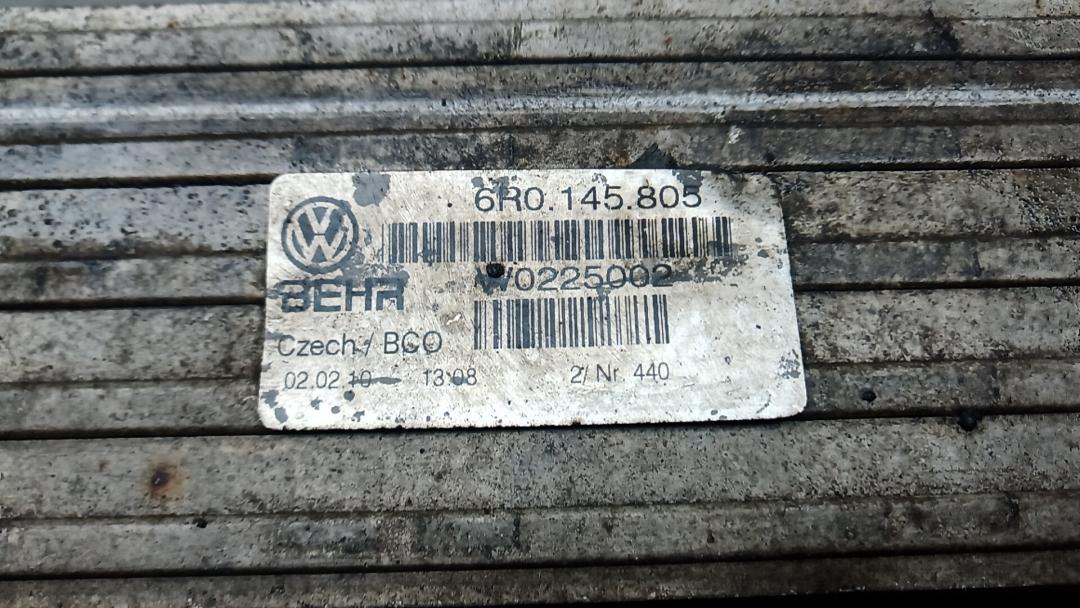 6R0.145.805
W0225002
BEHR
Czech./ BCO
02.02.10 13:08 2/ Nr. 440